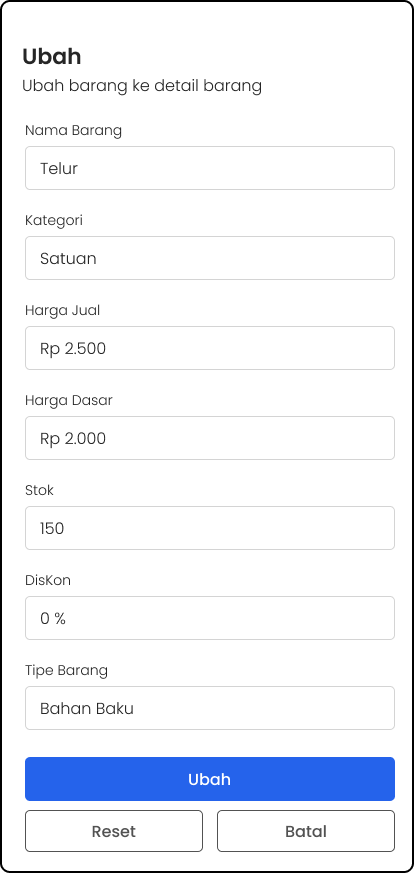 Ubah
Ubah barang ke detail barang
Nama Barang
Telur
Kategori
Satuan
Harga Jual
Rp 2.500
Harga Dasar
Rp 2.000
Stok
150
DisKon
0 %
Tipe Barang
Bahan Baku
Ubah
Reset Batal